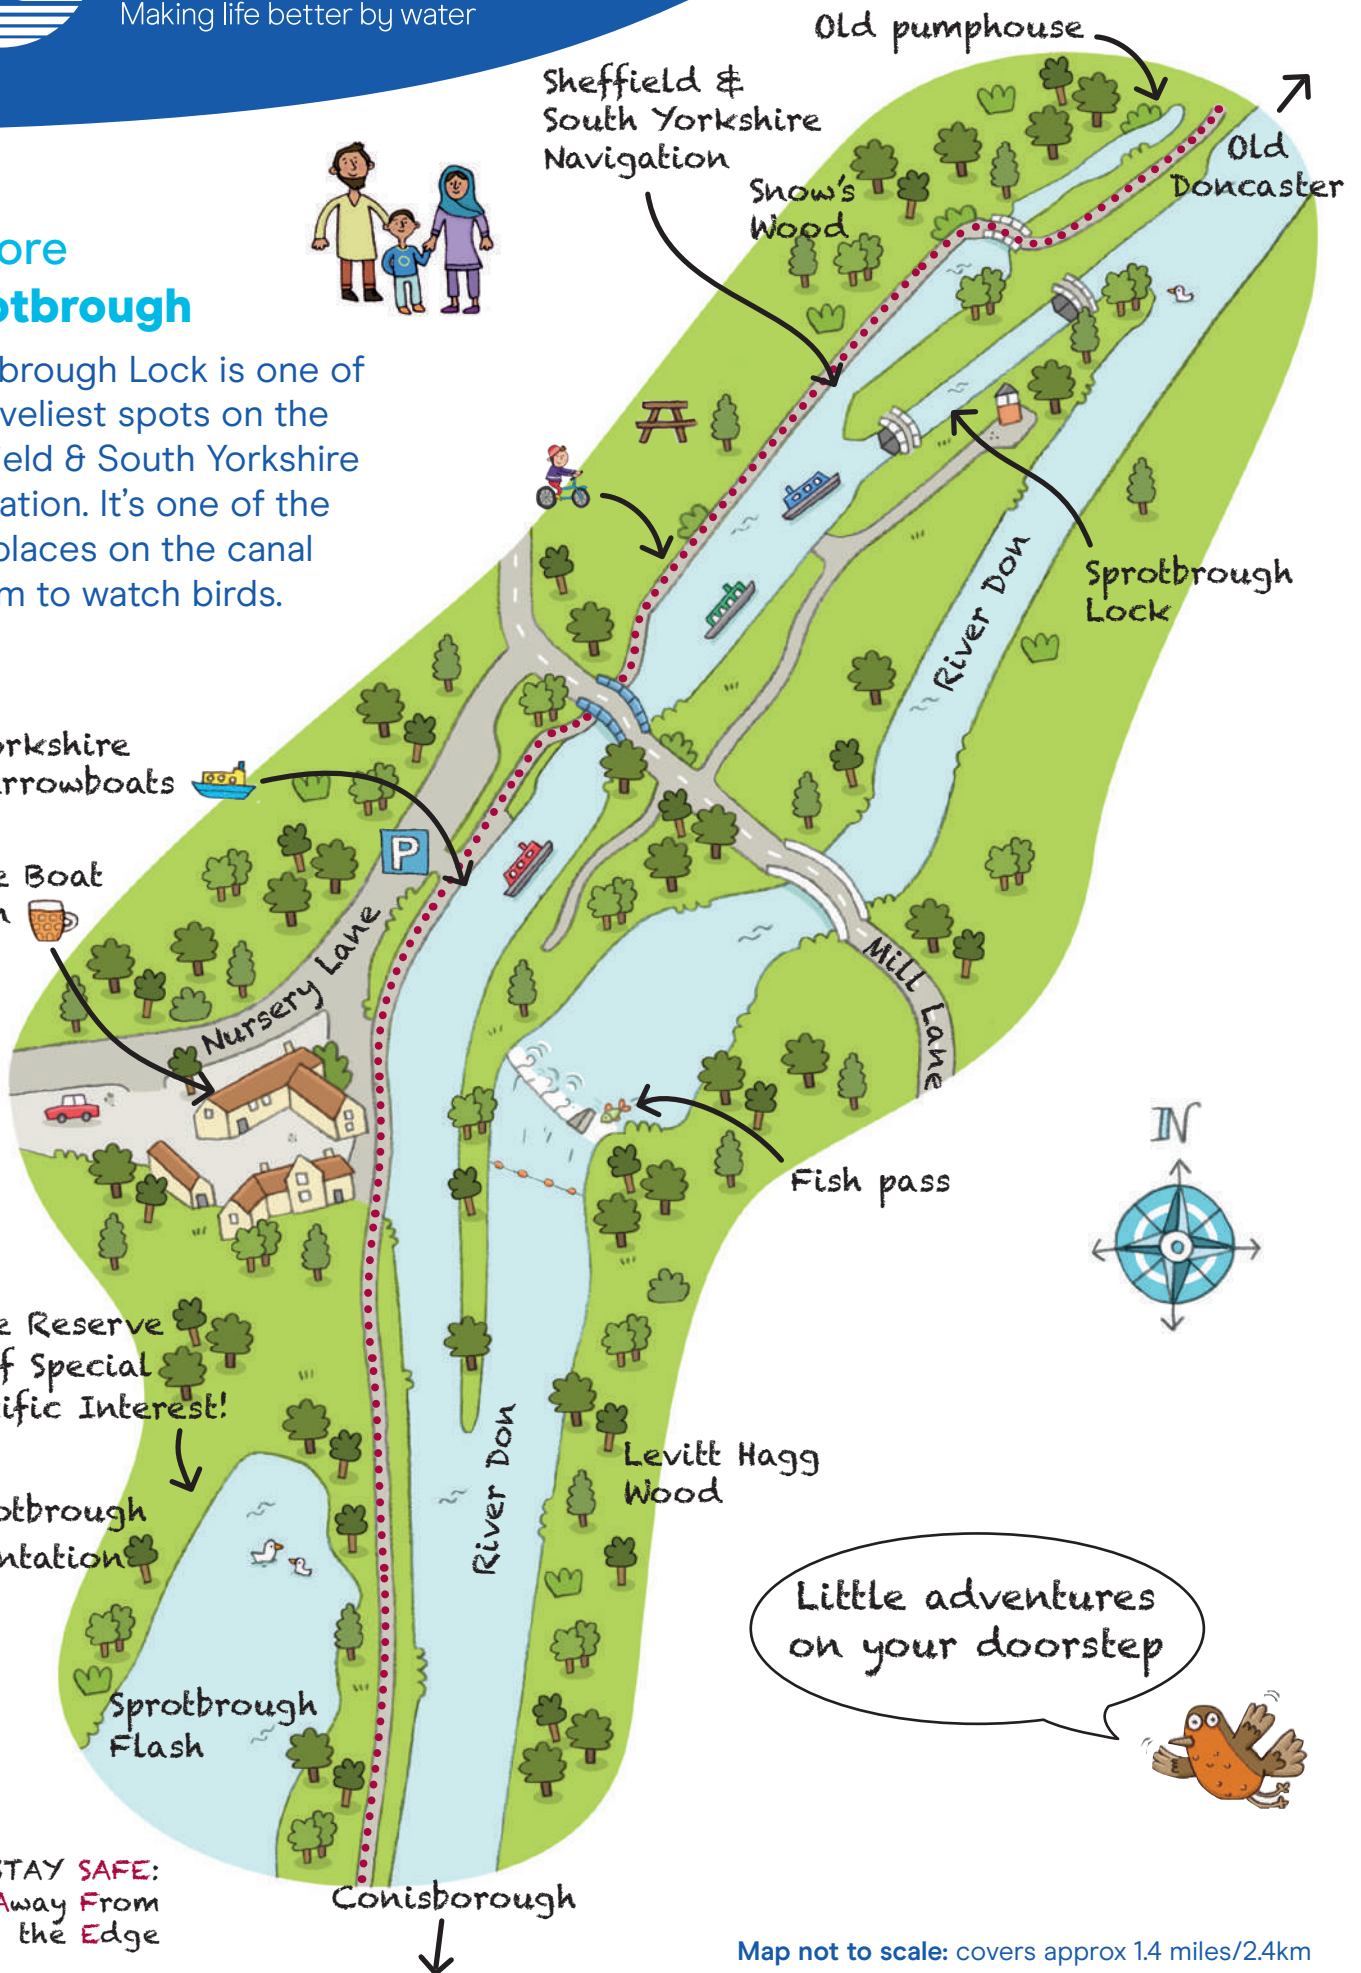 Making life better by water
Old pumphouse
Sheffield &
South Yorkshire
Navigation
Old
Doncaster
Snow's
Wood
ore
otbrough
brough Lock is one of
veliest spots on the
ield & South Yorkshire
ation. It's one of the
places on the canal
m to watch birds.
River Don
Sprotbrough
Lock
orkshire
arrowboats
P
e Boat
n
Nursery Lane
Mill Lane
N
Fish pass
e Reserve
f Special
ific Interest!
River Don
Levitt Hagg
Wood
otbrough
ntation
Little adventures
on your doorstep
Sprotbrough
Flash
STAY SAFE:
Away From
the Edge
Conisborough
Map not to scale: covers approx 1.4 miles/2.4km